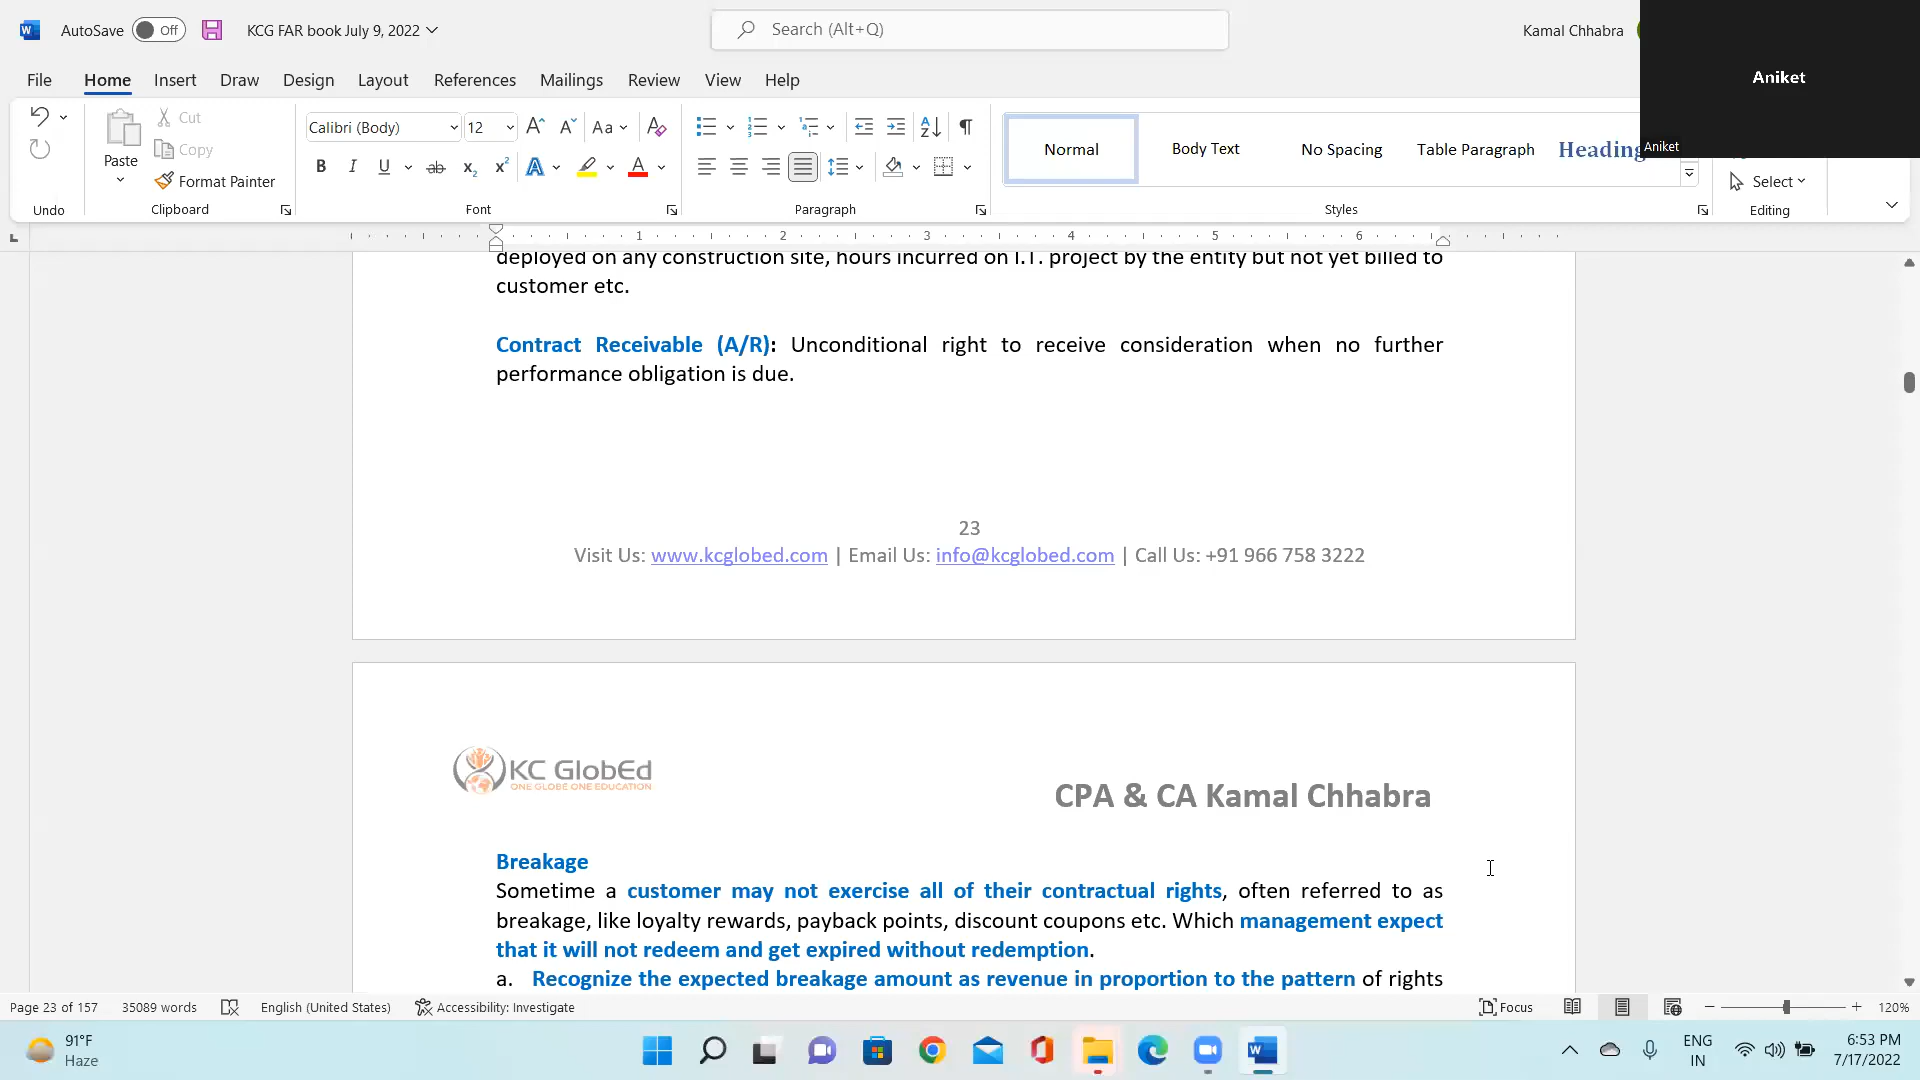 AutoSave Off KCG FAR book July 9, 2022 Search (Alt+Q) Kamal Chhabra
Aniket
Aniket
File Home Insert Draw Design Layout References Mailings Review View Help
Paste
Cut
Copy
Format Painter
Calibri (Body) 12
Normal Body Text No Spacing Table Paragraph Heading
Select
Undo Clipboard Font Paragraph Styles Editing
1 2 3 4 5 6
deployed on any construction site, hours incurred on I.T. project by the entity but not yet billed to
customer etc.
Contract Receivable (A/R): Unconditional right to receive consideration when no further
performance obligation is due.
23
Visit Us: www.kcglobed.com | Email Us: info@kcglobed.com | Call Us: +91 966 758 3222
KC GlobEd
ONE GLOBE ONE EDUCATION
CPA & CA Kamal Chhabra
Breakage
Sometime a customer may not exercise all of their contractual rights, often referred to as
breakage, like loyalty rewards, payback points, discount coupons etc. Which management expect
that it will not redeem and get expired without redemption.
a. Recognize the expected breakage amount as revenue in proportion to the pattern of rights
Page 23 of 157 35089 words English (United States) Accessibility: Investigate Focus 120%
91°F
Haze
ENG
IN
6:53 PM
7/17/2022